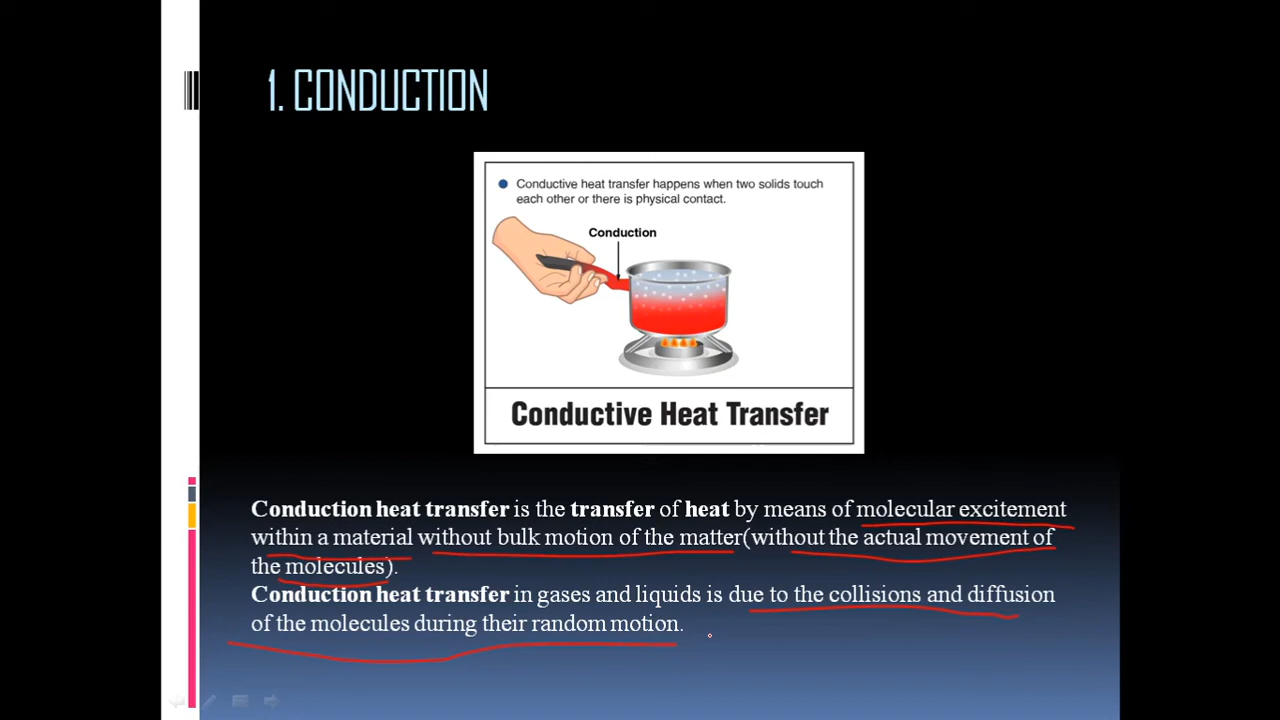 1. CONDUCTION
Conductive heat transfer happens when two solids touch
each other or there is physical contact.
Conduction
Conductive Heat Transfer
Conduction heat transfer is the transfer of heat by means of molecular excitement
within a material without bulk motion of the matter(without the actual movement of
the molecules).
Conduction heat transfer in gases and liquids is due to the collisions and diffusion
of the molecules during their random motion.